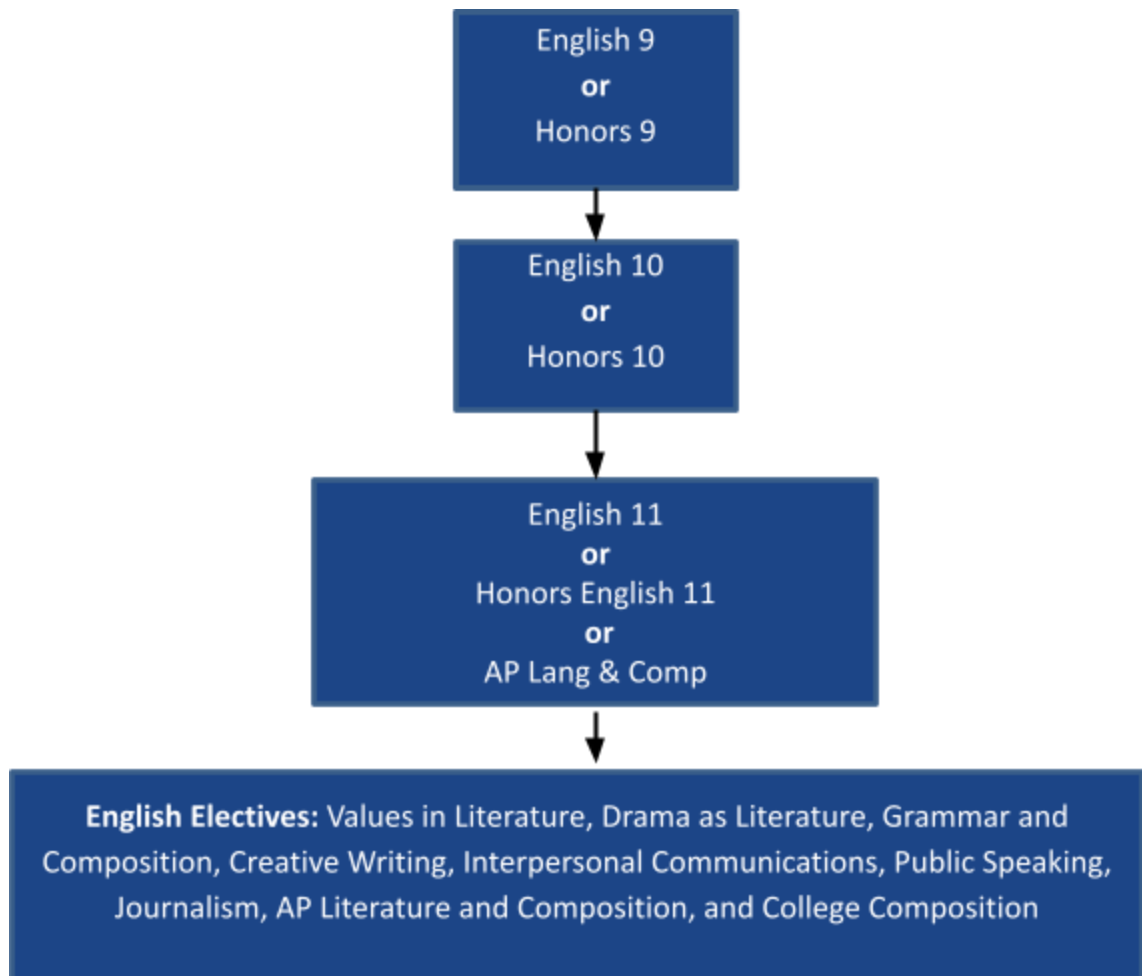 English 9
or
Honors 9
English 10
or
Honors 10
English 11
or
Honors English 11
or
AP Lang & Comp
English Electives: Values in Literature, Drama as Literature, Grammar and
Composition, Creative Writing, Interpersonal Communications, Public Speaking,
Journalism, AP Literature and Composition, and College Composition